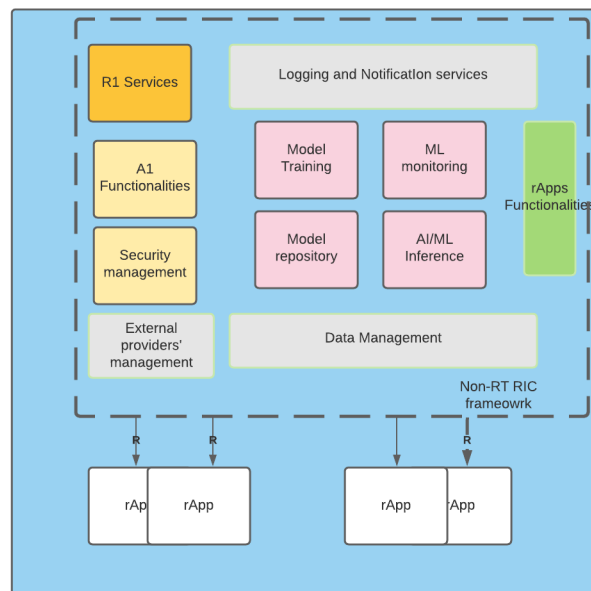 R1 Services
Logging and Notification services
A1
Functionalities
Model
Training
ML
monitoring
rApps
Functionalities
Security
management
Model
repository
AI/ML
Inference
External
providers'
management
Data Management
Non-RT RIC
frameowrk
R
R
R
rAp
rApp
rApp
rApp